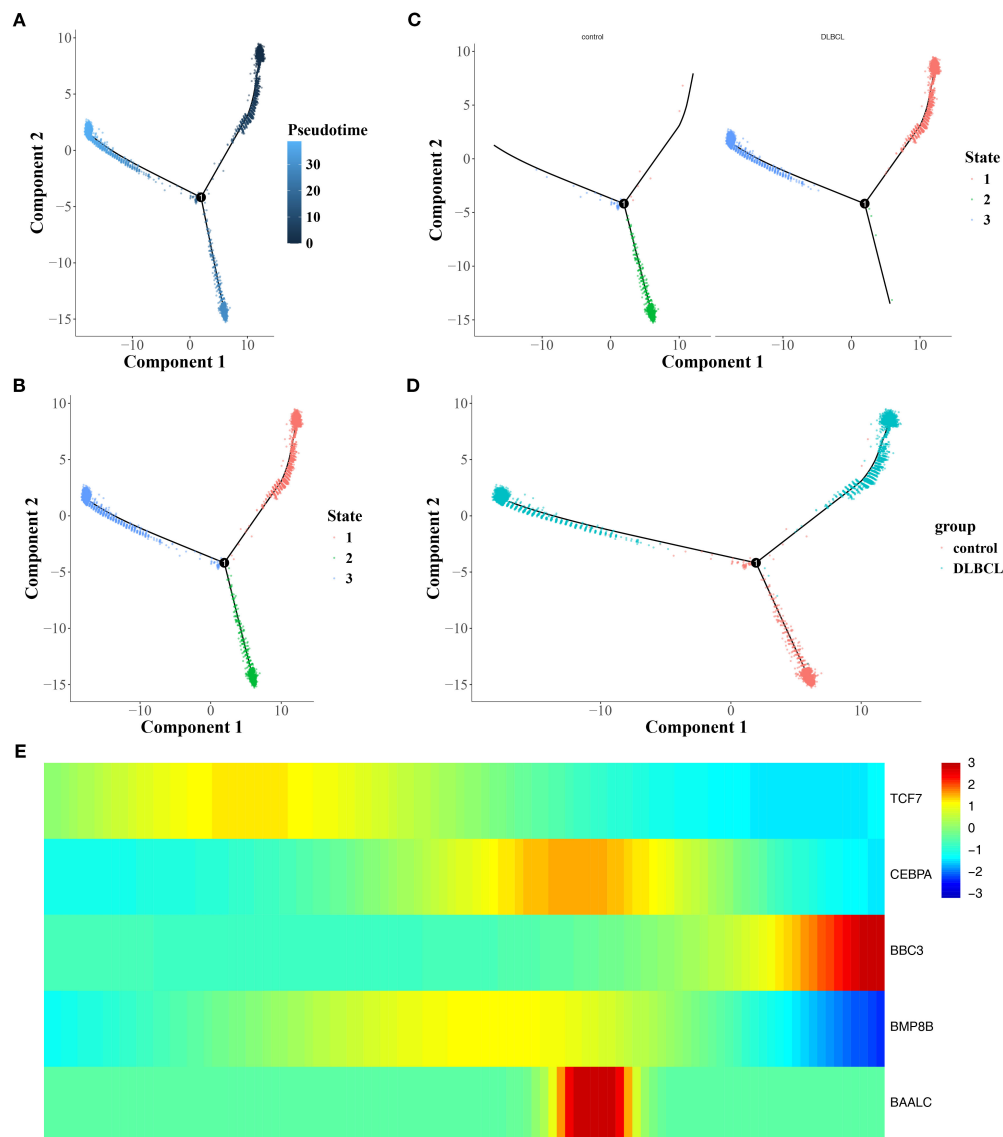 A
10
5
0
−5
−10
−15
Component 2
−10
0
10
Component 1
Pseudotime
30
20
10
0
1
C
control
DLBCL
10
5
0
−5
−10
−15
Component 2
−10
0
10
−10
0
10
Component 1
1
1
State
1
2
3
B
10
5
0
−5
−10
−15
Component 2
−10
0
10
Component 1
1
State
1
2
3
D
10
5
0
−5
−10
−15
Component 2
−10
0
10
Component 1
1
group
control
DLBCL
E
TCF7
CEBPA
BBC3
BMP8B
BAALC
3
2
1
0
−1
−2
−3